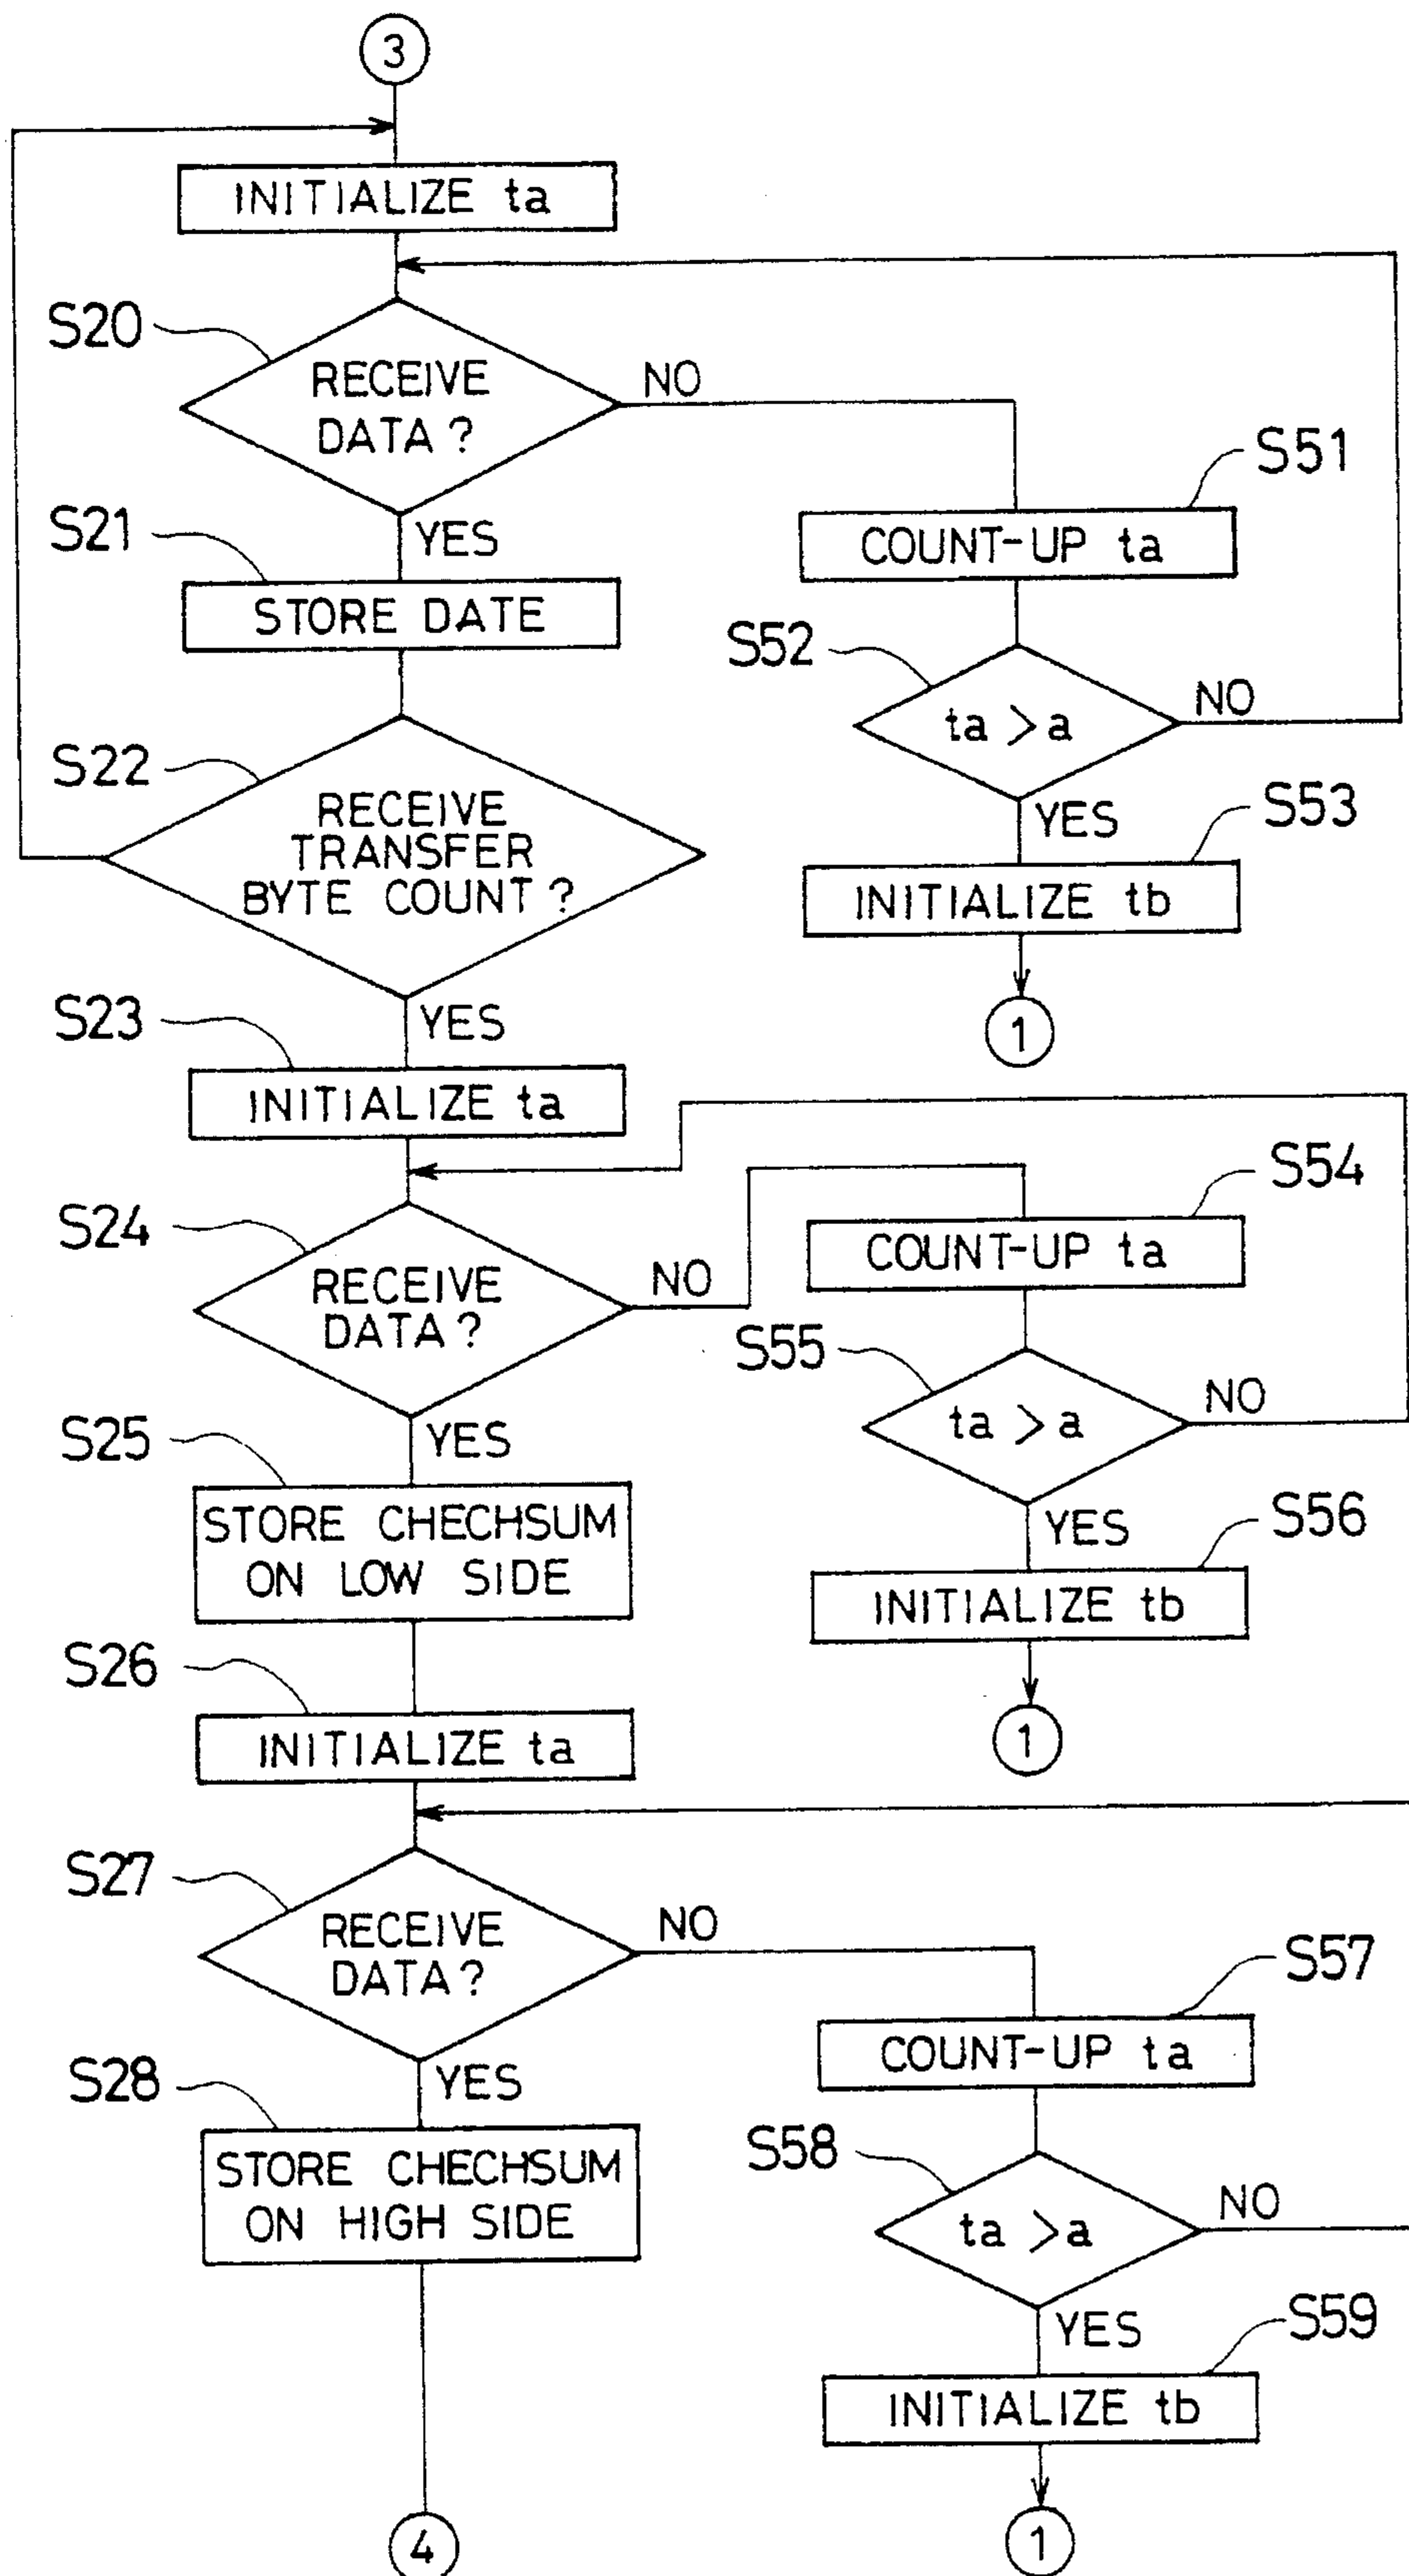 3
INITIALIZE ta
S20
RECEIVE
DATA?
NO
YES
S51
COUNT-UP ta
S21
STORE DATE
S52
ta > a
NO
YES
S22
RECEIVE
TRANSFER
BYTE COUNT?
YES
S53
INITIALIZE tb
1
S23
INITIALIZE ta
S24
RECEIVE
DATA?
NO
YES
S54
COUNT-UP ta
S55
ta > a
NO
YES
S25
STORE CHECHSUM
ON LOW SIDE
S56
INITIALIZE tb
1
S26
INITIALIZE ta
S27
RECEIVE
DATA?
NO
YES
S57
COUNT-UP ta
S28
STORE CHECHSUM
ON HIGH SIDE
S58
ta > a
NO
YES
S59
INITIALIZE tb
4
1